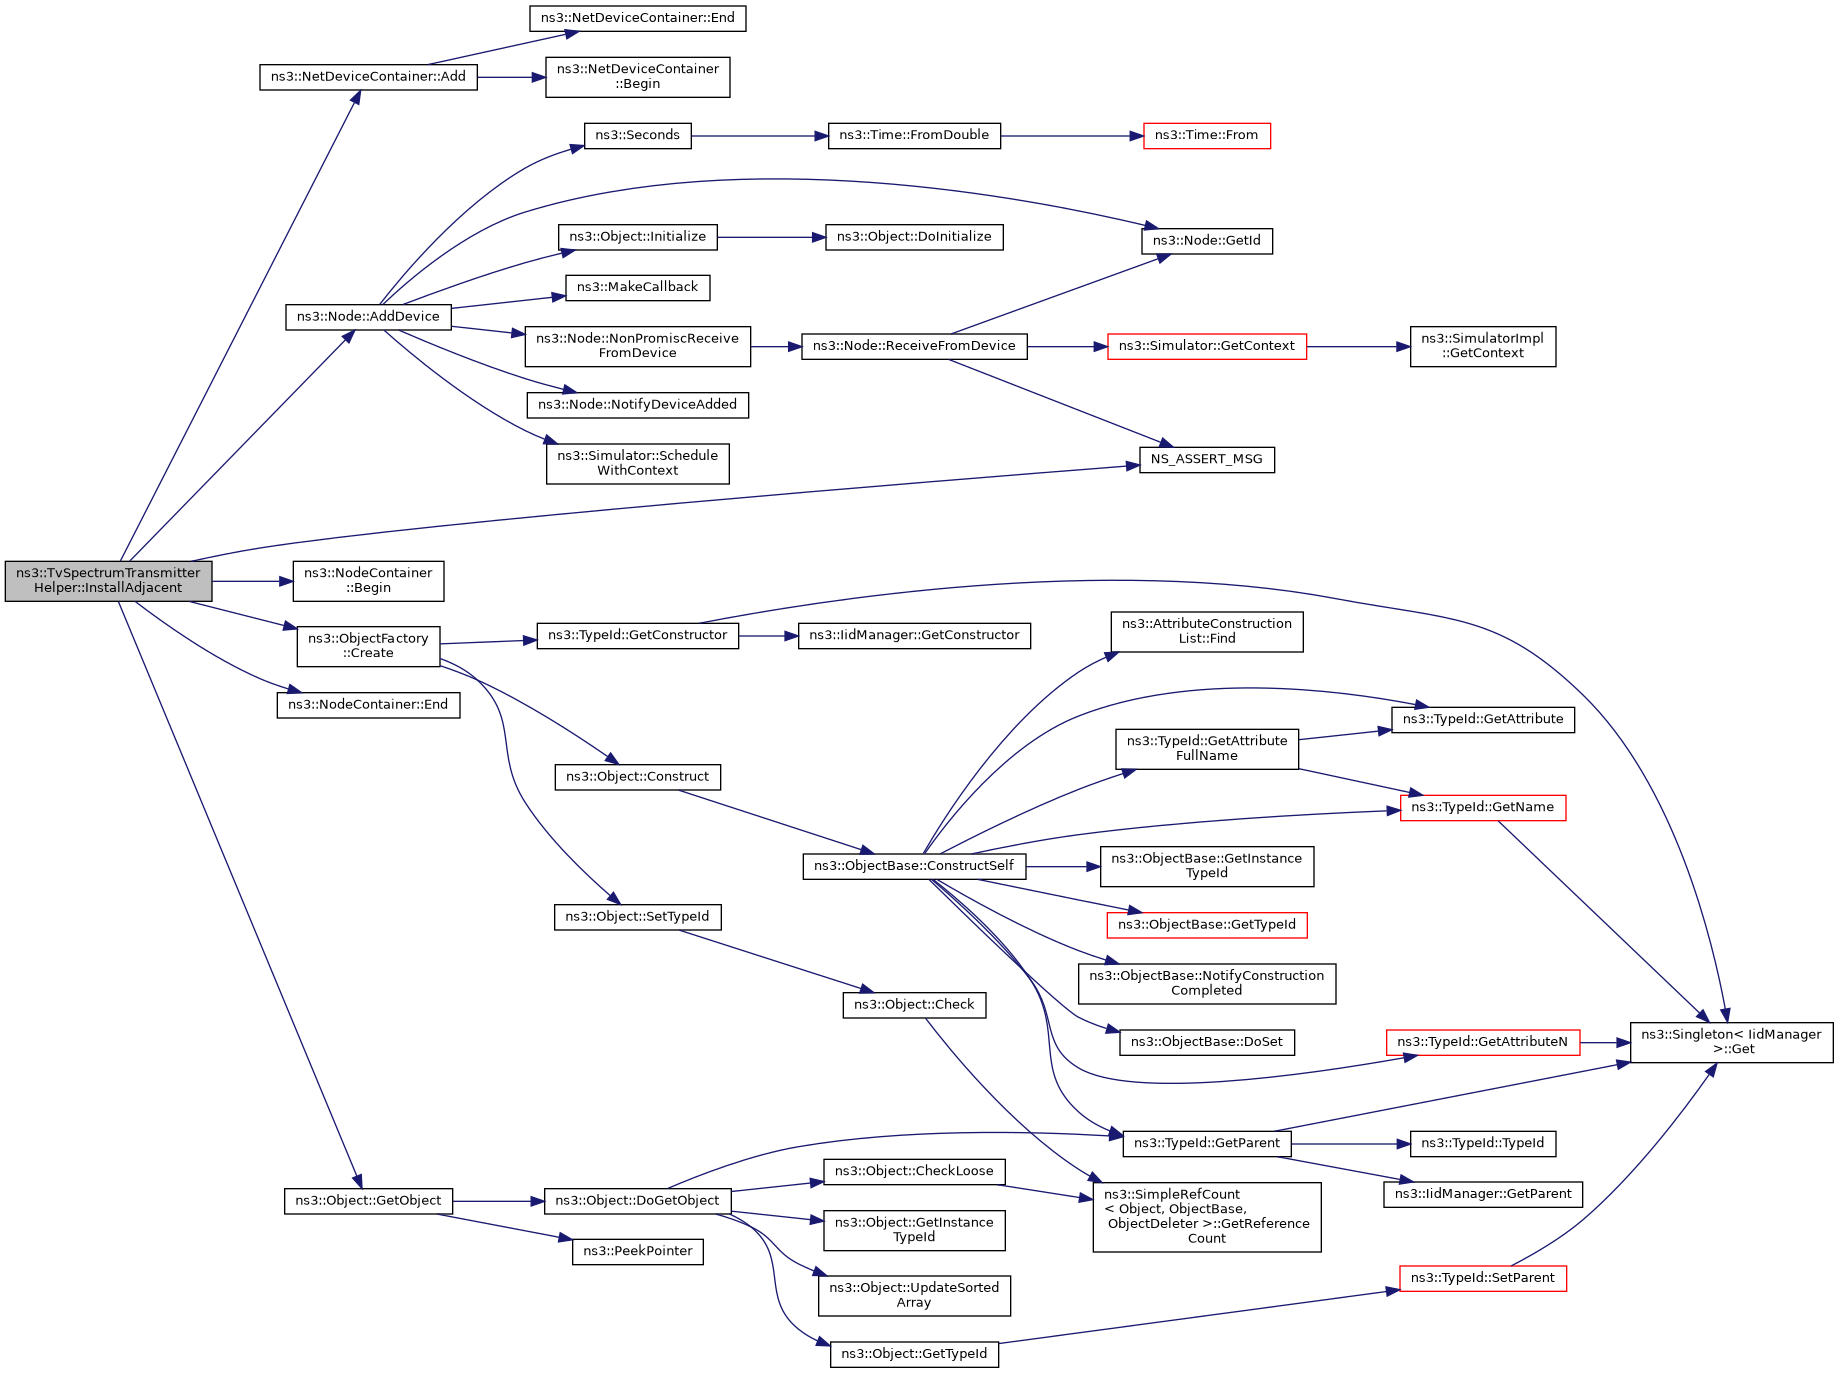 ns3::NetDeviceContainer::End
ns3::NetDeviceContainer::Add
ns3::NetDeviceContainer
::Begin
ns3::Seconds
ns3::Time::FromDouble
ns3::Time::From
ns3::Object::Initialize
ns3::Object::DoInitialize
ns3::Node::GetId
ns3::MakeCallback
ns3::Node::AddDevice
ns3::Node::NonPromiscReceive
FromDevice
ns3::Node::ReceiveFromDevice
ns3::Simulator::GetContext
ns3::SimulatorImpl
::GetContext
ns3::Node::NotifyDeviceAdded
ns3::Simulator::Schedule
WithContext
NS_ASSERT_MSG
ns3::TvSpectrumTransmitter
Helper::InstallAdjacent
ns3::NodeContainer
::Begin
ns3::ObjectFactory
::Create
ns3::TypeId::GetConstructor
ns3::IidManager::GetConstructor
ns3::AttributeConstruction
List::Find
ns3::NodeContainer::End
ns3::TypeId::GetAttribute
ns3::TypeId::GetAttribute
FullName
ns3::Object::Construct
ns3::TypeId::GetName
ns3::ObjectBase::ConstructSelf
ns3::ObjectBase::GetInstance
TypeId
ns3::Object::SetTypeId
ns3::ObjectBase::GetTypeId
ns3::ObjectBase::NotifyConstruction
Completed
ns3::Object::Check
ns3::ObjectBase::DoSet
ns3::TypeId::GetAttributeN
ns3::Singleton< IidManager
>::Get
ns3::TypeId::GetParent
ns3::TypeId::TypeId
ns3::Object::CheckLoose
ns3::IidManager::GetParent
ns3::Object::GetObject
ns3::Object::DoGetObject
ns3::SimpleRefCount
< Object, ObjectBase,
ObjectDeleter >::GetReference
Count
ns3::Object::GetInstance
TypeId
ns3::PeekPointer
ns3::Object::UpdateSorted
Array
ns3::TypeId::SetParent
ns3::Object::GetTypeId